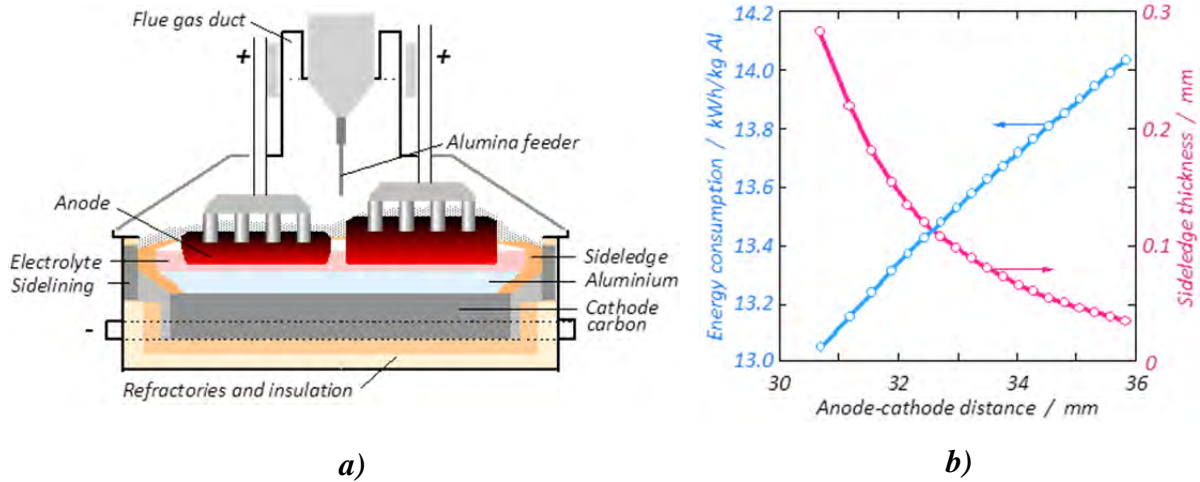 Flue gas duct
+
+
Alumina feeder
Anode
Electrolyte
Sidelining
Sideledge
Aluminium
Cathode
carbon
-
Refractories and insulation
a)
14.2
14.0
13.8
13.6
13.4
13.2
13.0
Energy consumption / kWh/kg Al
0.3
0.2
0.1
0
Sideledge thickness / mm
30
32
34
36
Anode-cathode distance / mm
b)